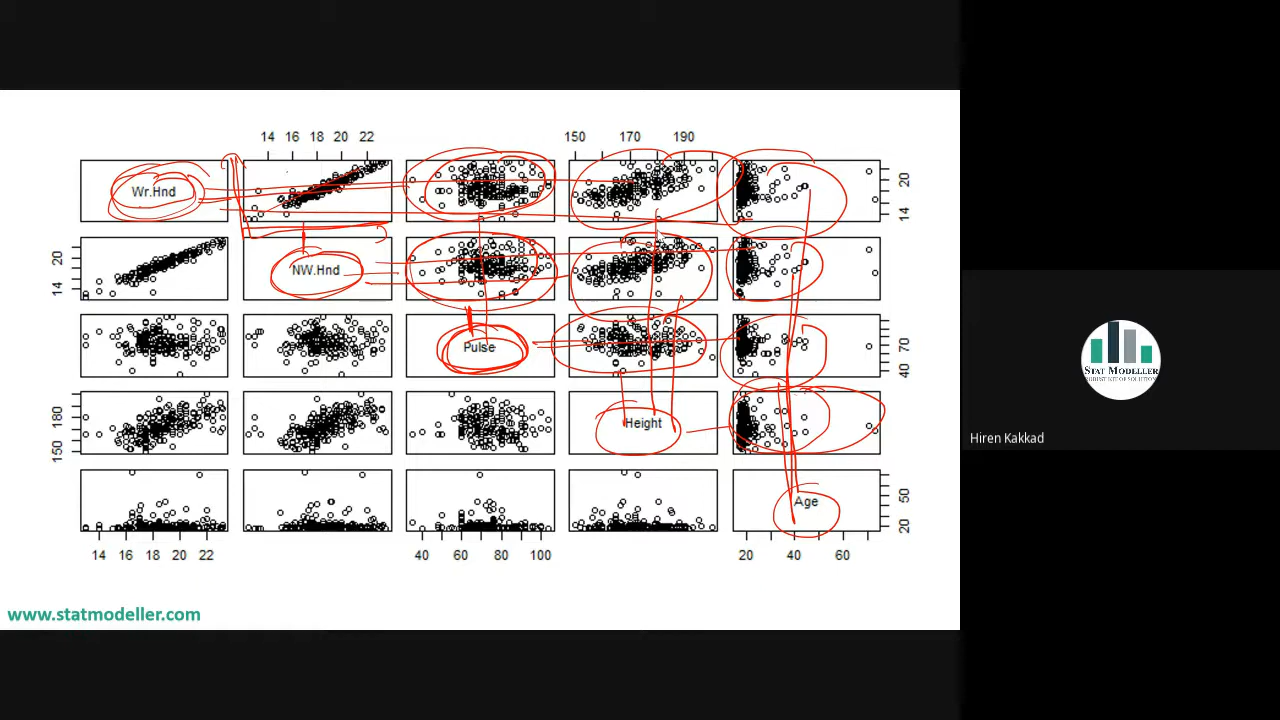 14 16 18 20 22
150 170 190
Wr.Hnd
20
14
NW.Hnd
20
14
Pulse
70
40
Height
180
150
Age
50
20
14 16 18 20 22
40 60 80 100
20 40 60
www.statmodeller.com
STAT MODELLER
Hiren Kakkad